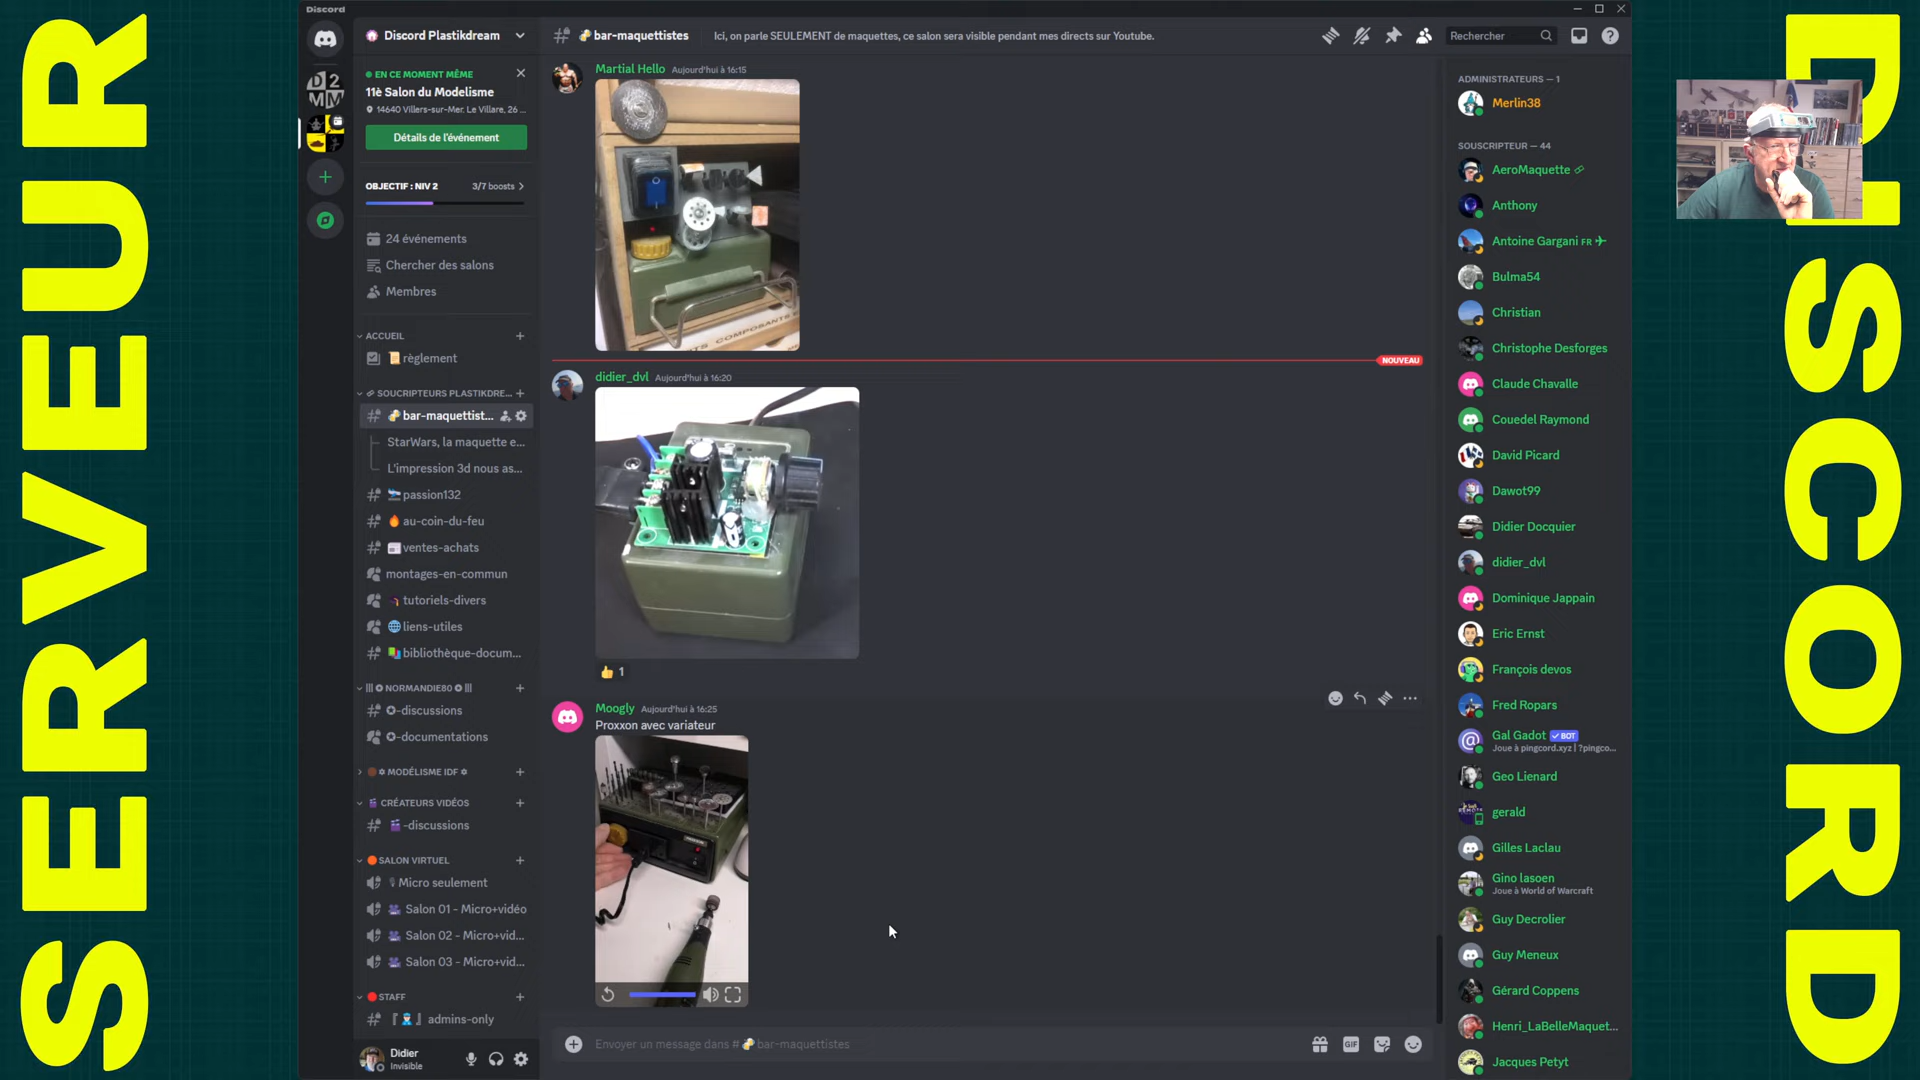 SERVEUR
Discord
Discord Plastikdream
EN CE MOMENT MÊME
11è Salon du Modelisme
14640 Villers-sur-Mer. Le Villare, 26 ...
Détails de l'événement
OBJECTIF : NIV 2
3/7 boosts
24 événements
Chercher des salons
Membres
ACCUEIL
règlement
SOUCRIPTEURS PLASTIKDRE...
bar-maquettist...
StarWars, la maquette e...
L'impression 3d nous as...
passion132
au-coin-du-feu
ventes-achats
montages-en-commun
tutoriels-divers
liens-utiles
bibliothèque-docum...
||| ✪ NORMANDIE80 ✪ |||
✪-discussions
✪-documentations
MODÉLISME IDF
CRÉATEURS VIDÉOS
-discussions
SALON VIRTUEL
Micro seulement
Salon 01 - Micro+vidéo
Salon 02 - Micro+vid...
Salon 03 - Micro+vid...
STAFF
admins-only
Didier
Invisible
bar-maquettistes
Ici, on parle SEULEMENT de maquettes, ce salon sera visible pendant mes directs sur Youtube.
Rechercher
Martial Hello Aujourd'hui à 16:15
NOUVEAU
didier_dvl Aujourd'hui à 16:20
👍 1
Moogly Aujourd'hui à 16:25
Proxxon avec variateur
Envoyer un message dans # bar-maquettistes
GIF
ADMINISTRATEURS — 1
Merlin38
SOUSCRIPTEUR — 44
AeroMaquette
Anthony
Antoine Gargani FR ✈
Bulma54
Christian
Christophe Desforges
Claude Chavalle
Couedel Raymond
David Picard
Dawot99
Didier Docquier
didier_dvl
Dominique Jappain
Eric Ernst
François devos
Fred Ropars
Gal Gadot ✓ BOT
Joue à pingcord.xyz | ?pingco...
Geo Lienard
gerald
Gilles Laclau
Gino lasoen
Joue à World of Warcraft
Guy Decrolier
Guy Meneux
Gérard Coppens
Henri_LaBelleMaquet...
Jacques Petyt
DISCORD